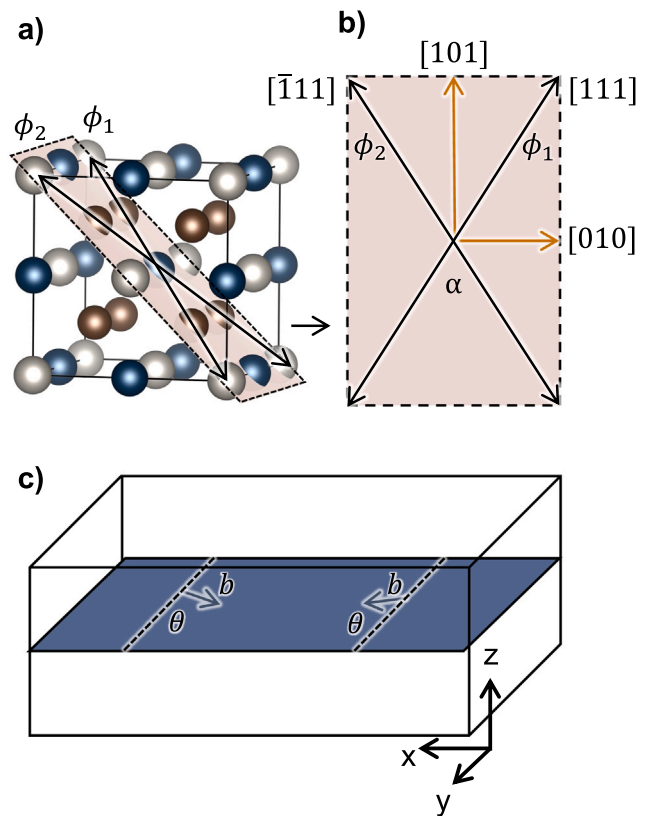 a)
ϕ₂ ϕ₁
b)
[101]
[1̄11] [111]
ϕ₂ ϕ₁
[010]
α
c)
b b
θ θ
z
x
y